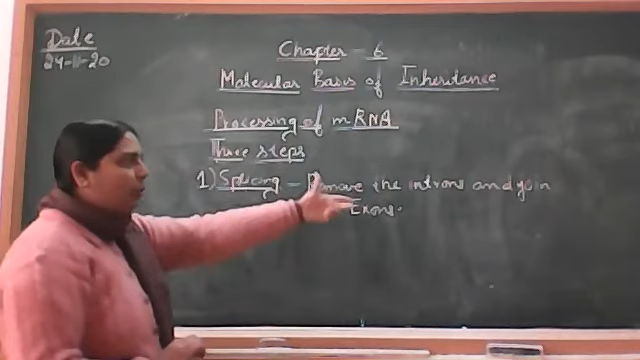 Date
24-11-20
Chapter - 6
Molecular Basis of Inheritance
Processing of mRNA
Three steps
1) Splicing - Remove the introns and join
Exons.